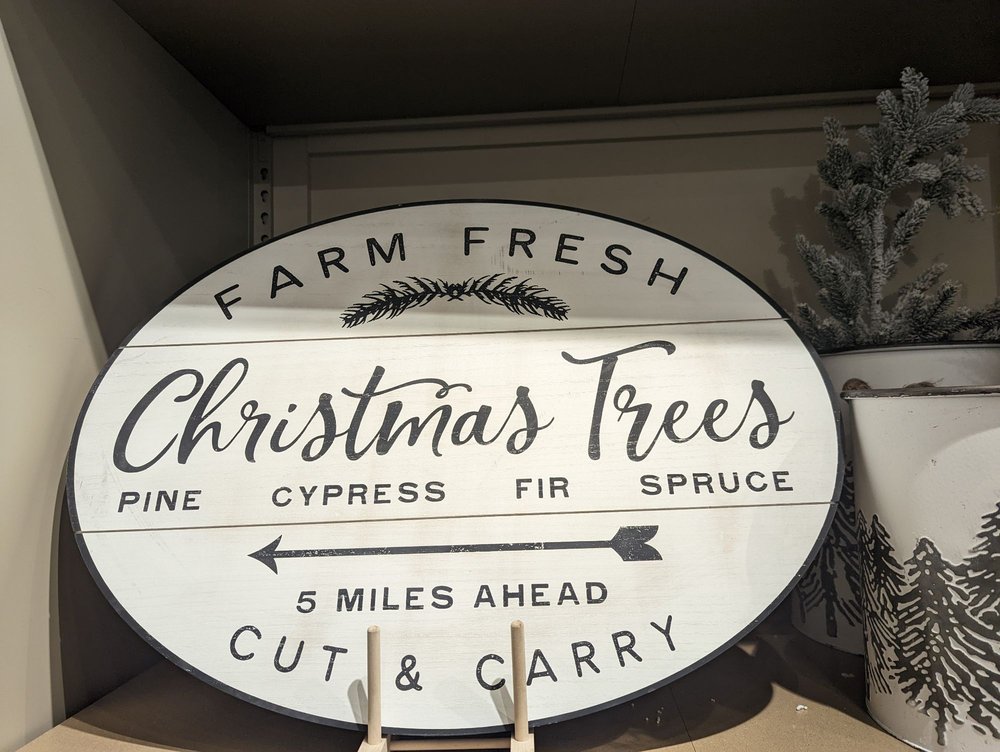 FARM FRESH
Christmas Trees
PINE CYPRESS FIR SPRUCE
5 MILES AHEAD
CUT & CARRY